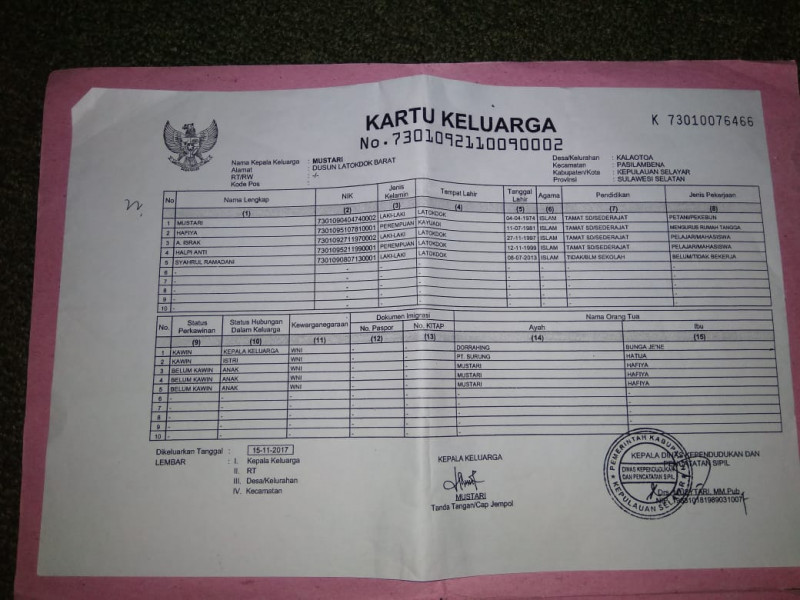 KARTU KELUARGA
No. 7301092110090002
K 73010076466
Nama Kepala Keluarga : MUSTARI
Alamat : DUSUN LATOKDOK BARAT
RT/RW : -/-
Kode Pos :
Desa/Kelurahan : KALAOTOA
Kecamatan : PASILAMBENA
Kabupaten/Kota : KEPULAUAN SELAYAR
Provinsi : SULAWESI SELATAN
No Nama Lengkap NIK Jenis Kelamin Tempat Lahir Tanggal Lahir Agama Pendidikan Jenis Pekerjaan
(1) (2) (3) (4) (5) (6) (7) (8)
1 MUSTARI 7301090404740002 LAKI-LAKI LATOKDOK 04-04-1974 ISLAM TAMAT SD/SEDERAJAT PETANI/PEKEBUN
2 HAFIYA 7301095107810001 PEREMPUAN KAYUADI 11-07-1981 ISLAM TAMAT SD/SEDERAJAT MENGURUS RUMAH TANGGA
3 A. IBRAK 7301092711970002 LAKI-LAKI LATOKDOK 27-11-1997 ISLAM TAMAT SD/SEDERAJAT PELAJAR/MAHASISWA
4 HALPI ANTI 7301095211990001 PEREMPUAN LATOKDOK 12-11-1999 ISLAM TAMAT SD/SEDERAJAT PELAJAR/MAHASISWA
5 SYAHRUL RAMADANI 7301090807130001 LAKI-LAKI LATOKDOK 08-07-2013 ISLAM TIDAK/BLM SEKOLAH BELUM/TIDAK BEKERJA
6 -
7 -
8 -
9 -
10 -
No. Status Perkawinan Status Hubungan Dalam Keluarga Kewarganegaraan Dokumen Imigrasi Nama Orang Tua
No. Paspor No. KITAP Ayah Ibu
(9) (10) (11) (12) (13) (14) (15)
1 KAWIN KEPALA KELUARGA WNI DORRAHING BUNGA JE'NE
2 KAWIN ISTRI WNI PT. BURUNG HATIJA
3 BELUM KAWIN ANAK WNI MUSTARI HAFIYA
4 BELUM KAWIN ANAK WNI MUSTARI HAFIYA
5 BELUM KAWIN ANAK WNI MUSTARI HAFIYA
6 -
7 -
8 -
9 -
10 -
Dikeluarkan Tanggal : 15-11-2017
LEMBAR : I. Kepala Keluarga
II. RT
III. Desa/Kelurahan
IV. Kecamatan
KEPALA KELUARGA
MUSTARI
Tanda Tangan/Cap Jempol
KEPALA DINAS KEPENDUDUKAN DAN
PENCATATAN SIPIL
PEMERINTAH KABUPATEN
DINAS KEPENDUDUKAN
DAN PENCATATAN SIPIL
KEPULAUAN SELAYAR
Drs. MM.Pub